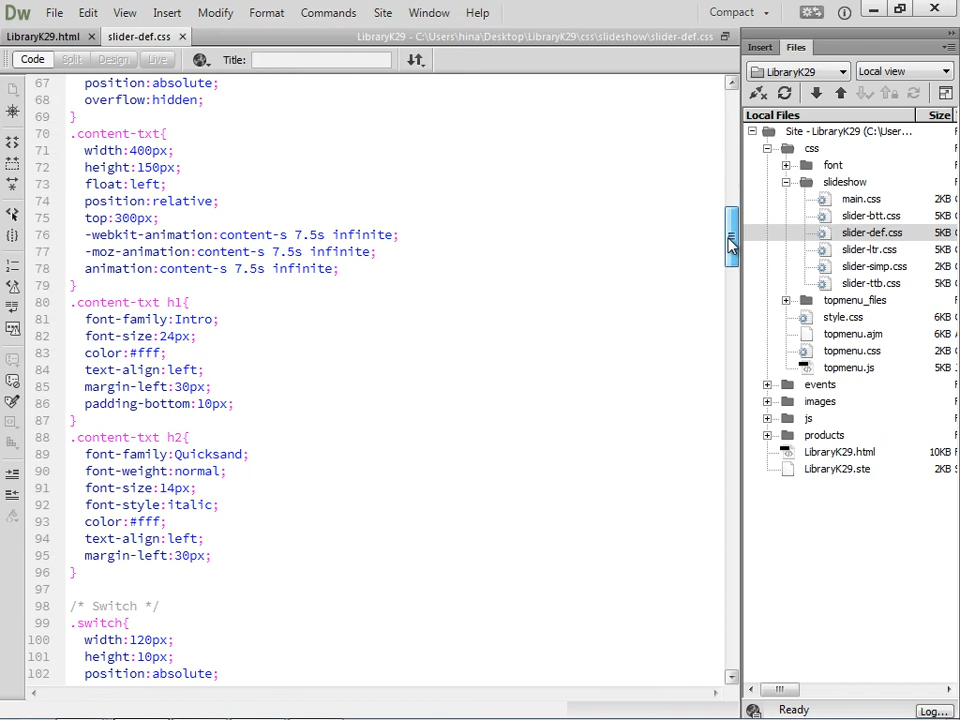 Dw File Edit View Insert Modify Format Commands Site Window Help Compact
LibraryK29.html slider-def.css LibraryK29 - C:\Users\hina\Desktop\LibraryK29\css\slideshow\slider-def.css
Code Split Design Live Title:
67 position:absolute;
68 overflow:hidden;
69 }
70 .content-txt{
71 width:400px;
72 height:150px;
73 float:left;
74 position:relative;
75 top:300px;
76 -webkit-animation:content-s 7.5s infinite;
77 -moz-animation:content-s 7.5s infinite;
78 animation:content-s 7.5s infinite;
79 }
80 .content-txt h1{
81 font-family:Intro;
82 font-size:24px;
83 color:#fff;
84 text-align:left;
85 margin-left:30px;
86 padding-bottom:10px;
87 }
88 .content-txt h2{
89 font-family:Quicksand;
90 font-weight:normal;
91 font-size:14px;
92 font-style:italic;
93 color:#fff;
94 text-align:left;
95 margin-left:30px;
96 }
97
98 /* Switch */
99 .switch{
100 width:120px;
101 height:10px;
102 position:absolute;
Insert Files
LibraryK29 Local view
Local Files Size
Site - LibraryK29 (C:\User... F
css F
font F
slideshow F
main.css 2KB C
slider-btt.css 5KB C
slider-def.css 5KB C
slider-ltr.css 5KB C
slider-simp.css 2KB C
slider-ttb.css 5KB C
topmenu_files F
style.css 6KB C
topmenu.ajm 6KB
topmenu.css 2KB C
topmenu.js 5KB
events F
images F
js F
products F
LibraryK29.html 10KB
LibraryK29.ste 2KB
Ready Log...